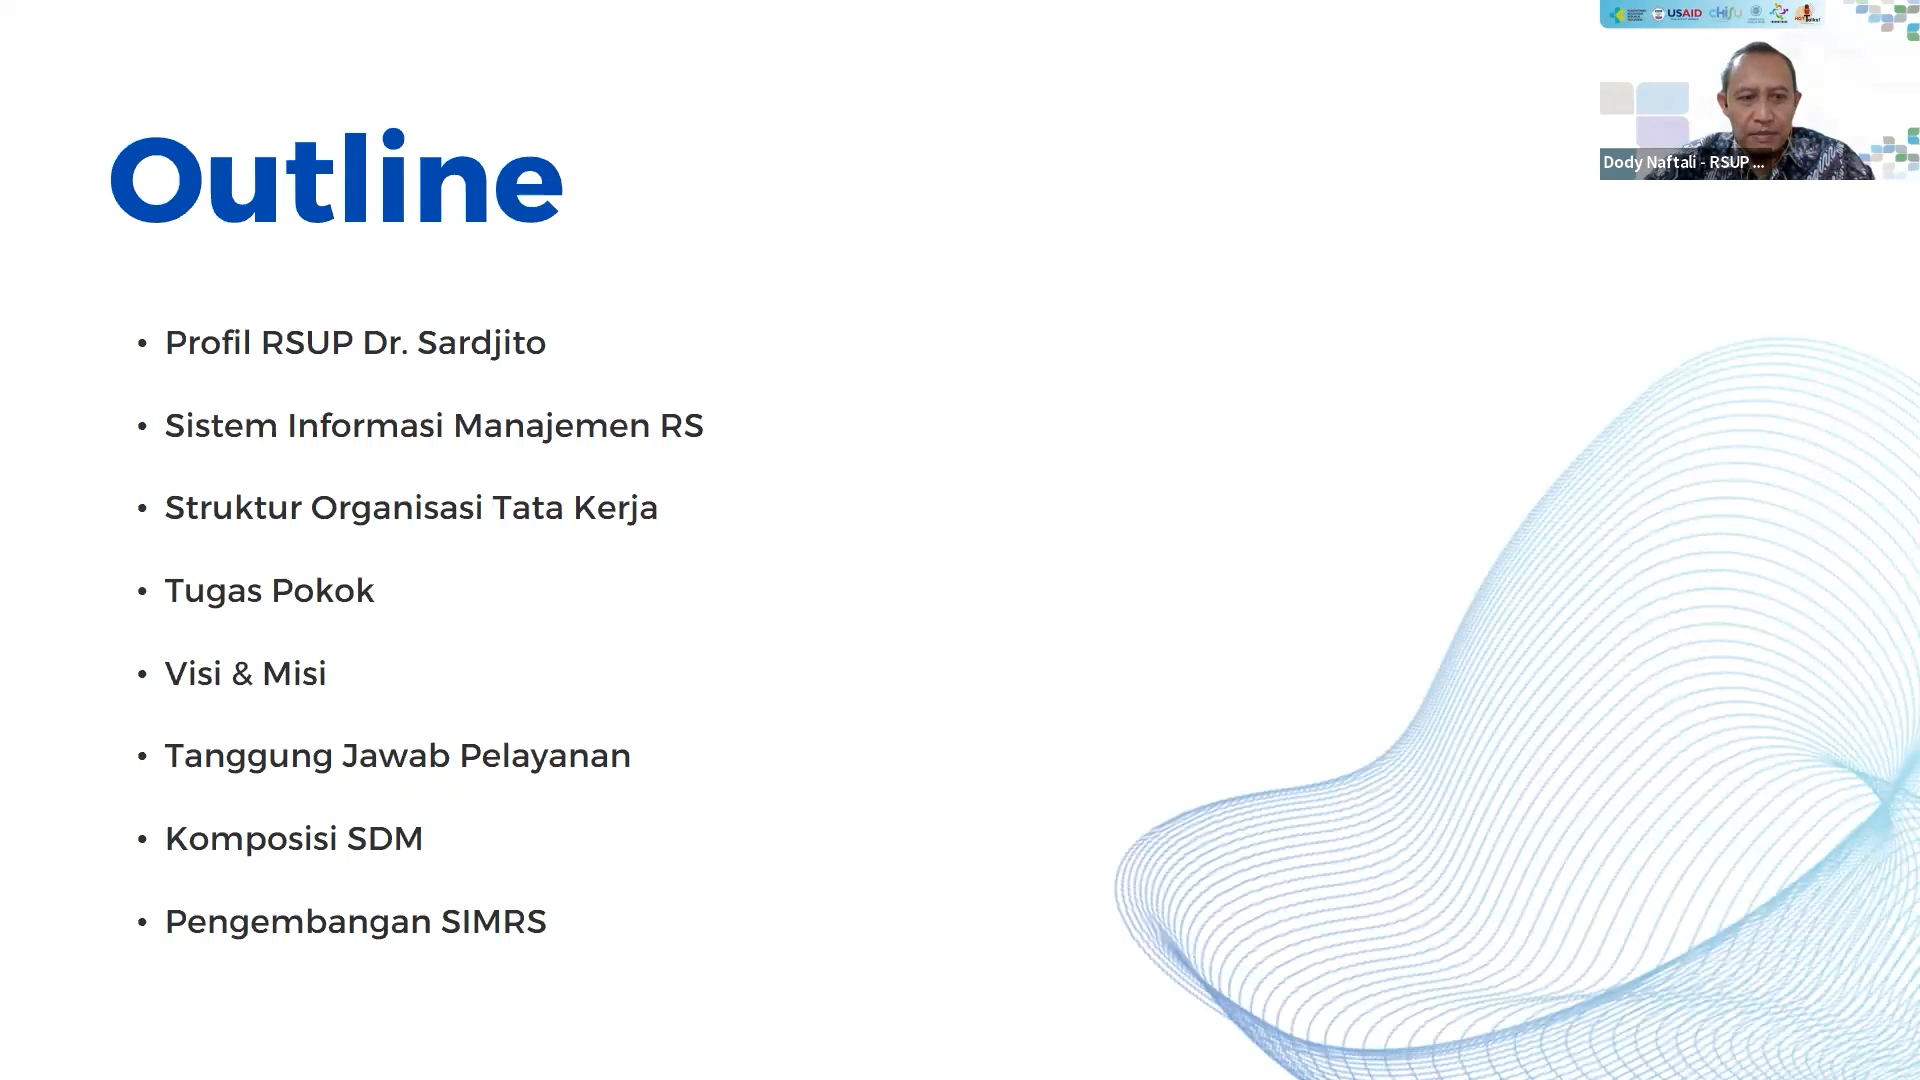 USAID
CHISU
Dody Naftali - RSUP ...
Outline
• Profil RSUP Dr. Sardjito
• Sistem Informasi Manajemen RS
• Struktur Organisasi Tata Kerja
• Tugas Pokok
• Visi & Misi
• Tanggung Jawab Pelayanan
• Komposisi SDM
• Pengembangan SIMRS